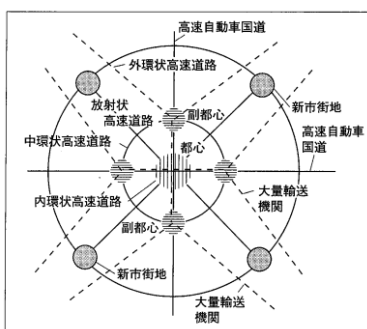 高速自動車国道
外環状高速道路
放射状
高速道路
副都心
新市街地
中環状高速道路
都心
高速自動車
国道
内環状高速道路
大量輸送
機関
副都心
新市街地
大量輸送
機関